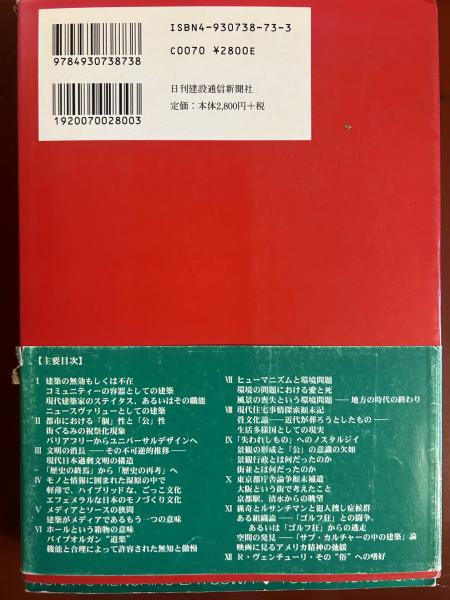 ISBN4-930738-73-3
C0070 ¥2800E
9784930738738
日刊建設通信新聞社
定価：本体2,800円＋税
1920070028003
【主要目次】
Ⅰ 建築の無効もしくは不在
コミュニティーの容器としての建築
現代建築家のステイタス、あるいはその職能
ニュースヴァリューとしての建築
Ⅱ 都市における「個」性と「公」性
街ぐるみの祝祭化現象
バリアフリーからユニバーサルデザインへ
Ⅲ 文明の消長――その不可逆的推移――
現代日本過剰文明の構造
「歴史の終焉」から「歴史の再考」へ
Ⅳ モノと情報に囲まれた湿原の中で
軽薄で、ハイブリッドな、ごっこ文化
エフェメラルな日本のモノづくり文化
Ⅴ メディアとソースの狭間
建築がメディアであるもう一つの意味
Ⅵ ホールという箱物の意味
パイプオルガン“道楽”
機能と合理によって許容された無知と傲慢
Ⅶ ヒューマニズムと環境問題
環境の問題における愛と死
風景の喪失という環境問題――地方の時代の終わり
Ⅷ 現代住宅事情探索顛末記
畳文化論――近代が葬ろうとしたもの――
生活多様国としての現実
Ⅸ 「失われしもの」へのノスタルジイ
景観の形成と「公」の意識の欠如
景観行政とは何だったのか
街並とは何だったのか
Ⅹ 東京都庁舎論争顛末補遺
大阪という街で考えたこと
京都駅、清水からの眺望
Ⅺ 猟奇とルサンチマンと犯人捜し症候群
ある組織論――「ゴルフ狂」との闘争、
あるいは「ゴルフ狂」からの逃走
空間の発見――「サブ・カルチャーの中の建築」論
映画に見るアメリカ精神の弛緩
Ⅻ R・ヴェンチューリ・その“俗”への嗜好